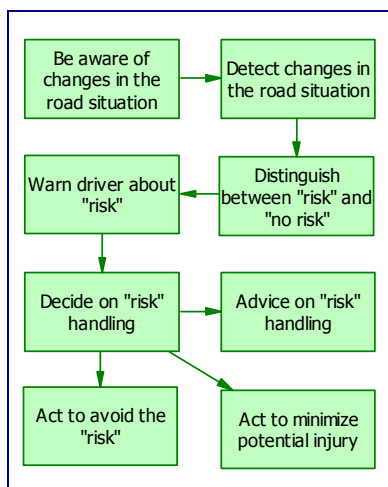 Be aware of
changes in the
road situation
Detect changes in
the road situation
Warn driver about
"risk"
Distinguish
between "risk" and
"no risk"
Decide on "risk"
handling
Advice on "risk"
handling
Act to avoid the
"risk"
Act to minimize
potential injury